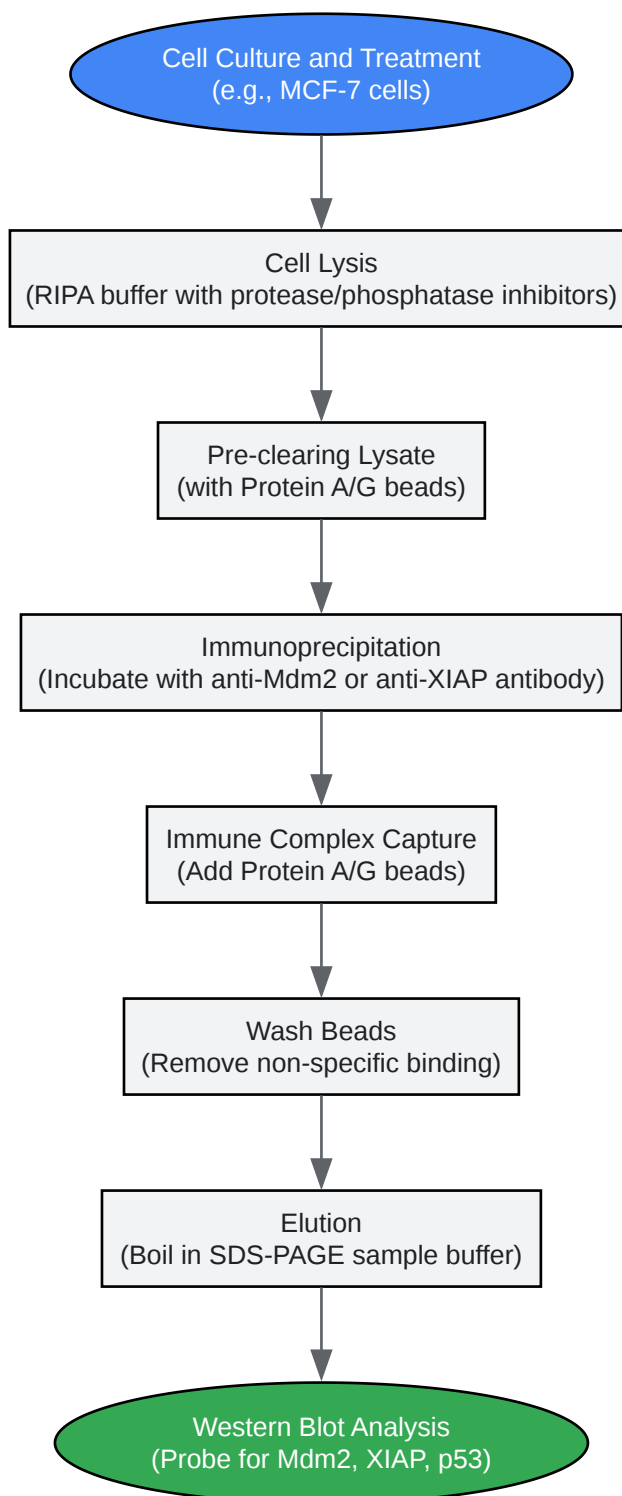 Cell Culture and Treatment
(e.g., MCF-7 cells)
Cell Lysis
(RIPA buffer with protease/phosphatase inhibitors)
Pre-clearing Lysate
(with Protein A/G beads)
Immunoprecipitation
(Incubate with anti-Mdm2 or anti-XIAP antibody)
Immune Complex Capture
(Add Protein A/G beads)
Wash Beads
(Remove non-specific binding)
Elution
(Boil in SDS-PAGE sample buffer)
Western Blot Analysis
(Probe for Mdm2, XIAP, p53)